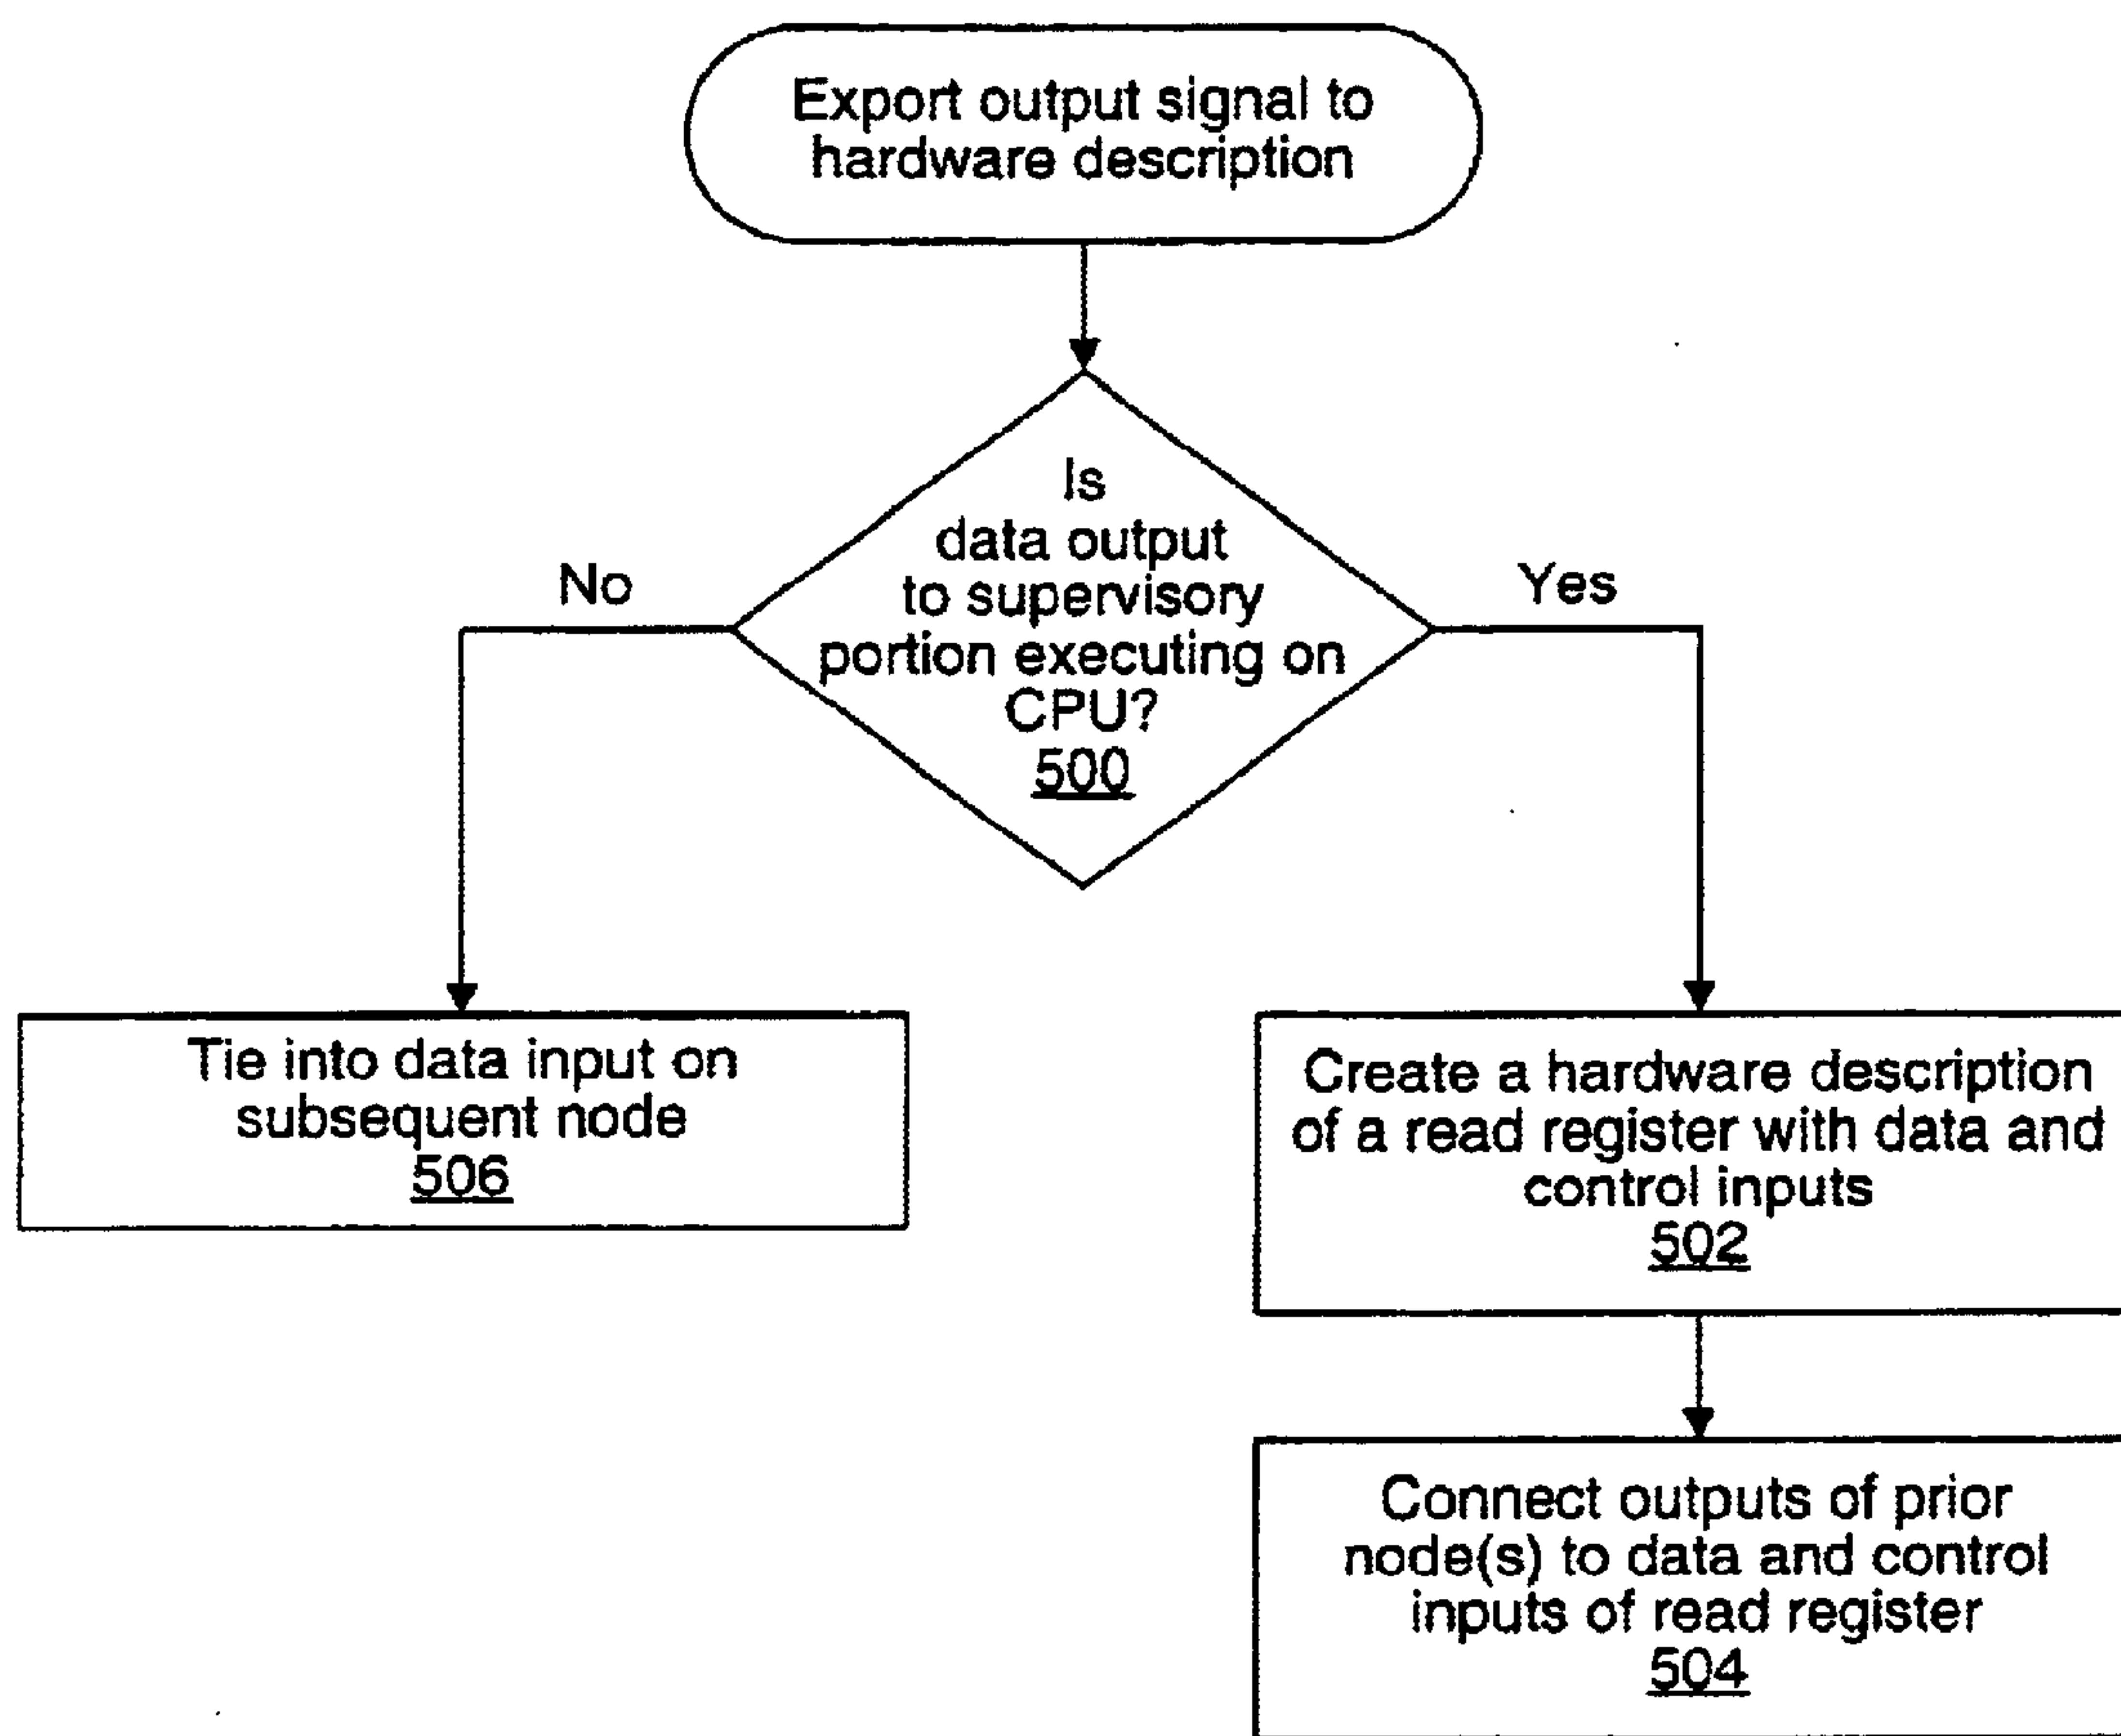 Export output signal to
hardware description
Is
data output
to supervisory
portion executing on
CPU?
500
No
Yes
Tie into data input on
subsequent node
506
Create a hardware description
of a read register with data and
control inputs
502
Connect outputs of prior
node(s) to data and control
inputs of read register
504